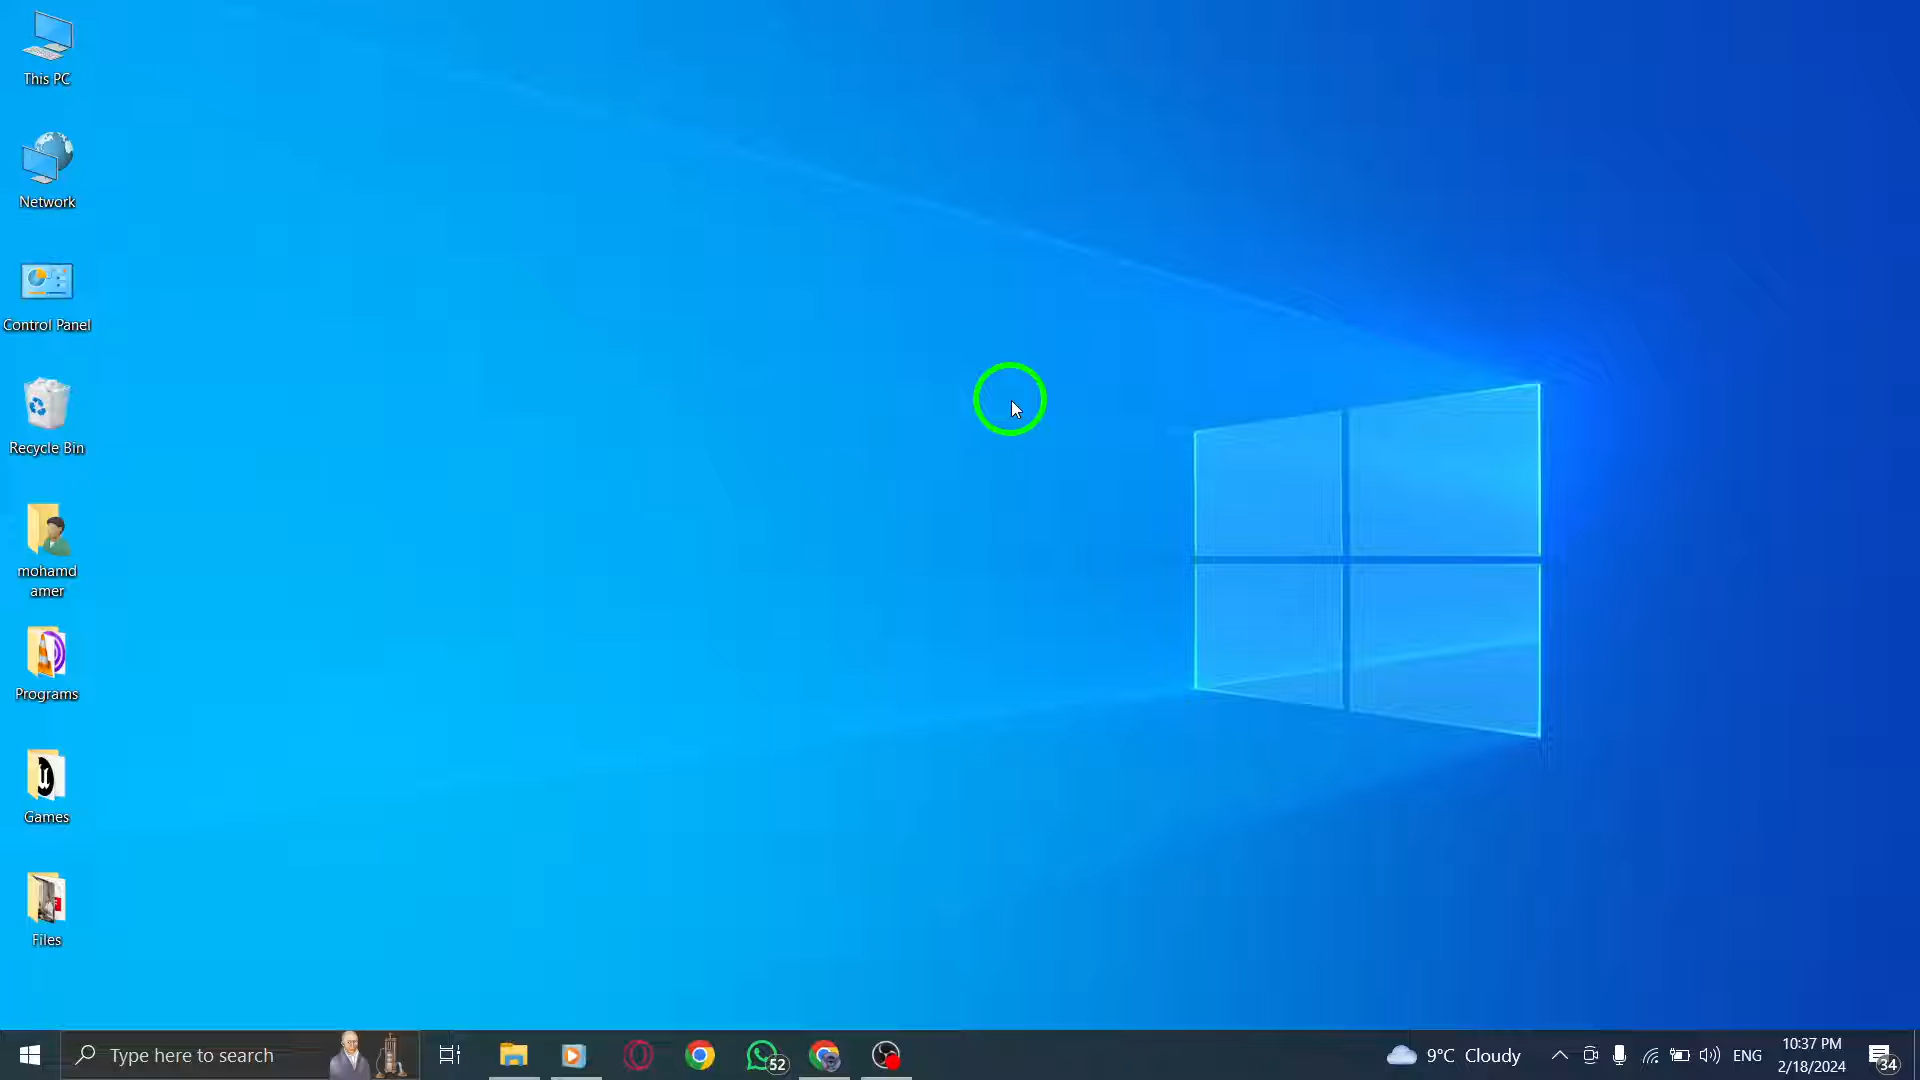 This PC
Network
Control Panel
Recycle Bin
mohamd
amer
Programs
Games
Files
Type here to search
52
9°C Cloudy
ENG
10:37 PM
2/18/2024
34